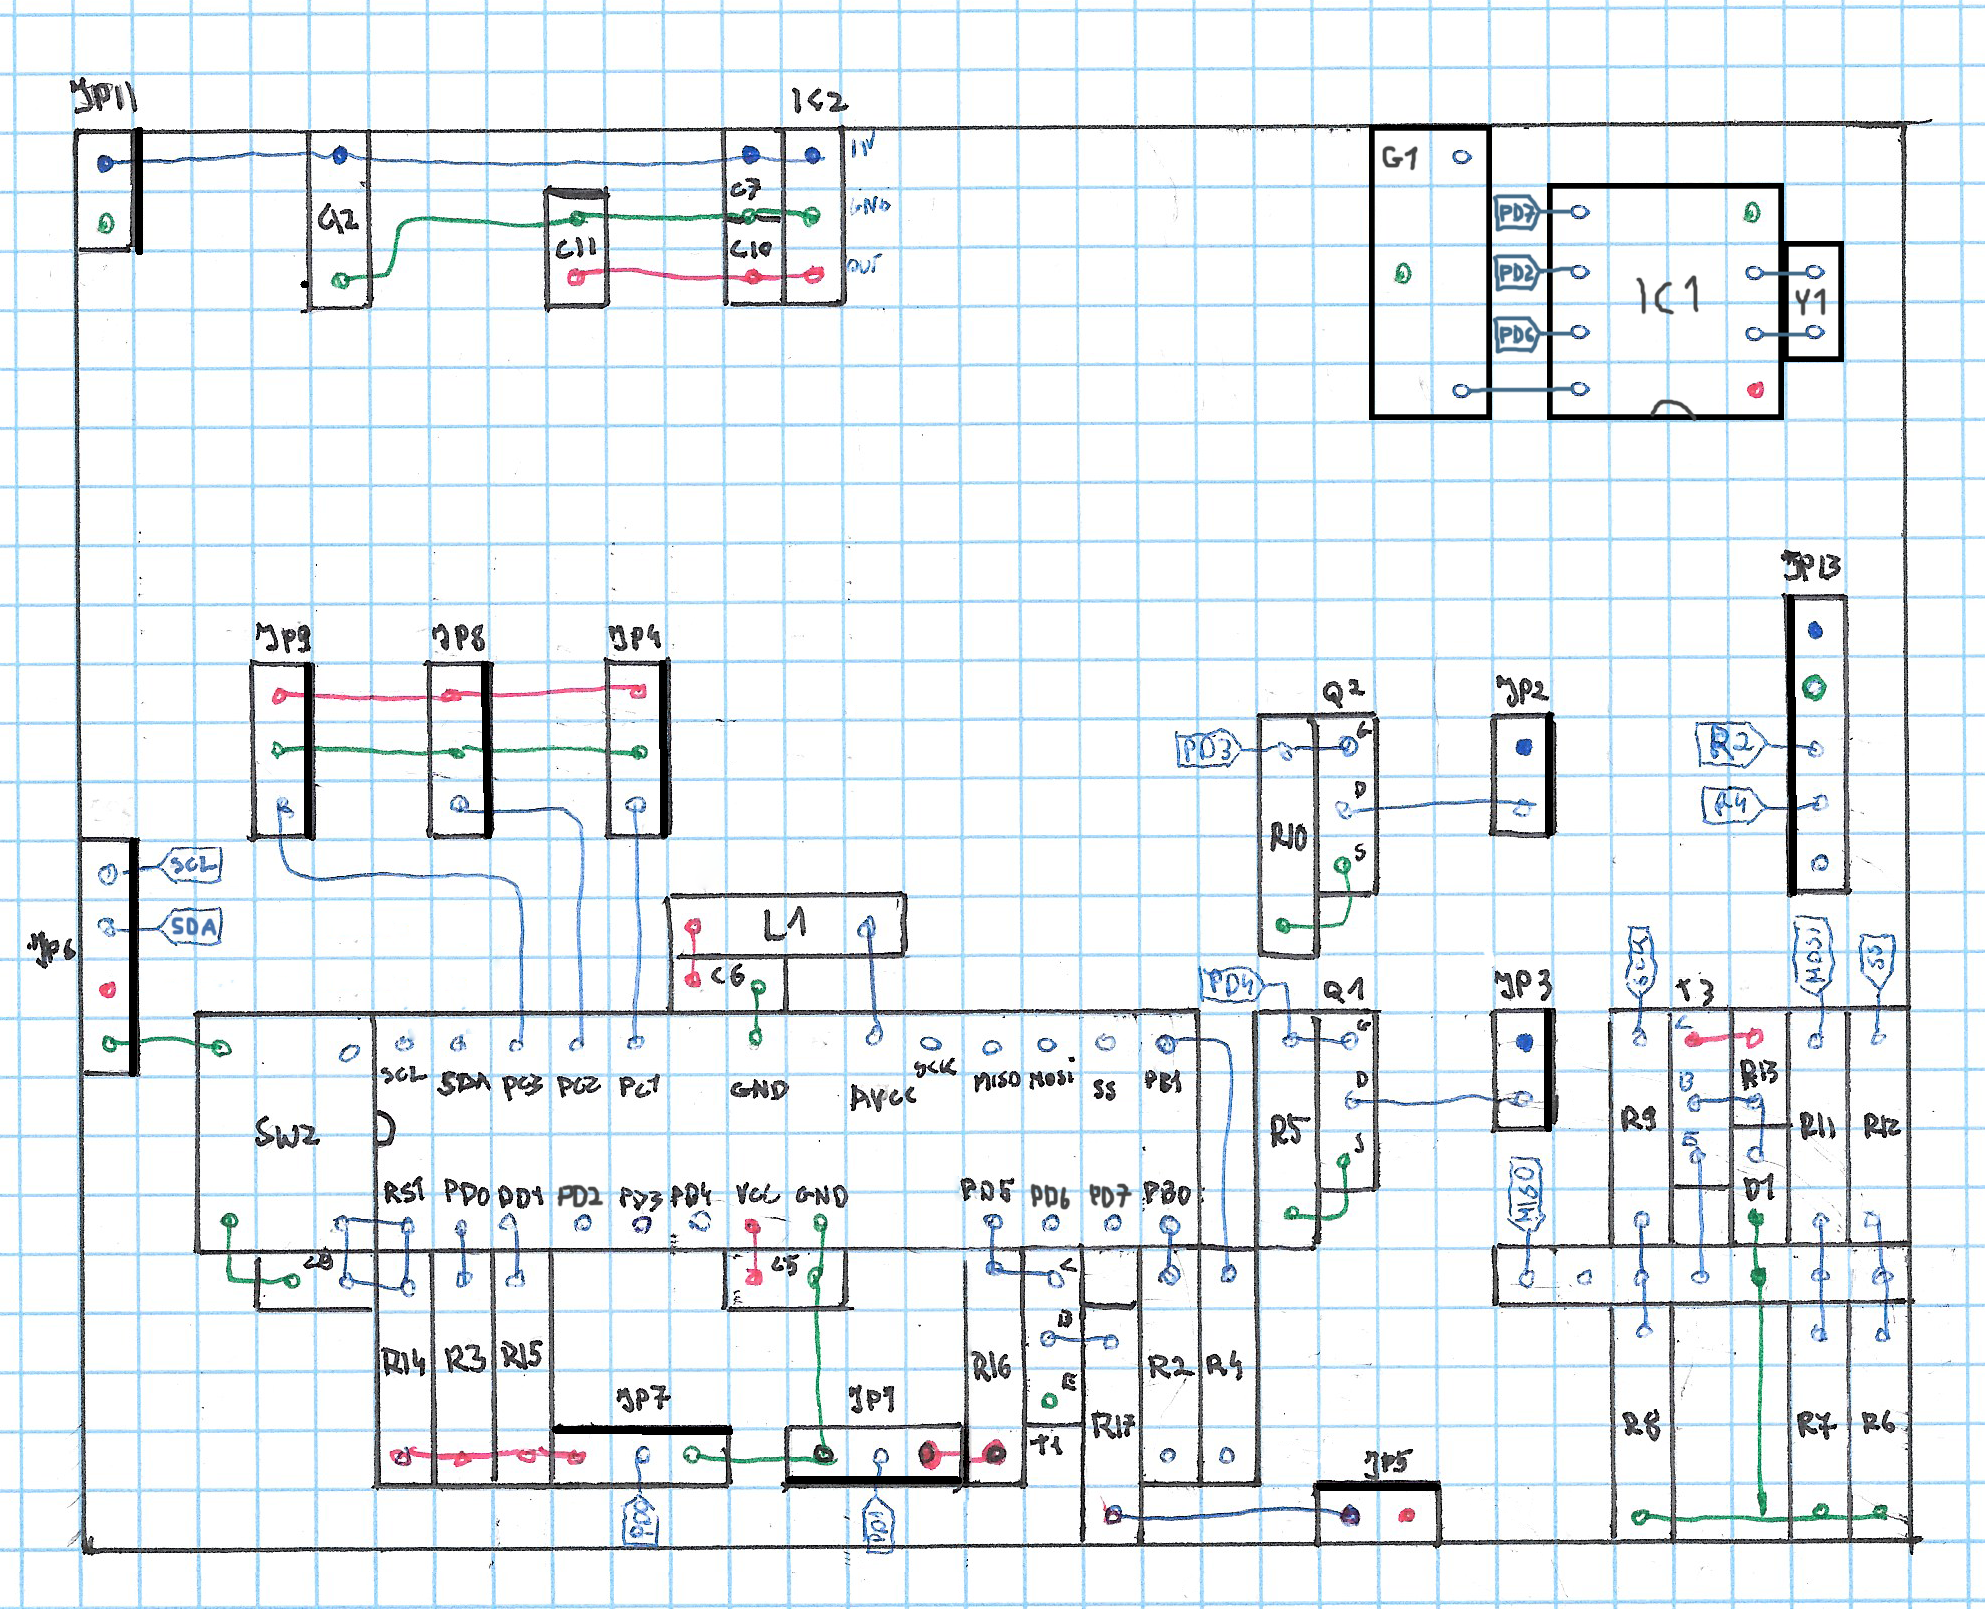 JP11
IC2
IN
G1
C7
GND
PD7
C11
C10
OUT
PD2
IC1
Y1
PD6
JP13
JP9
JP8
JP4
Q2
JP2
G
PD3
R2
D
R4
R10
S
SCL
SDA
L1
JP6
C6
SCK
MOSI
SS
PD4
Q1
JP3
T3
G
C
SCL
SDA
PC3
PC2
PC1
GND
AVCC
SCK
MISO
MOSI
SS
PB1
D
B
R13
SW2
R5
R9
R11
R12
S
E
RST
PD0
PD1
PD2
PD3
PD4
VCC
GND
PD5
PD6
PD7
PB0
MISO
D1
C5
C
B
R14
R3
R15
R16
R2
R4
E
JP7
JP1
R17
R8
R7
R6
T1
JP5